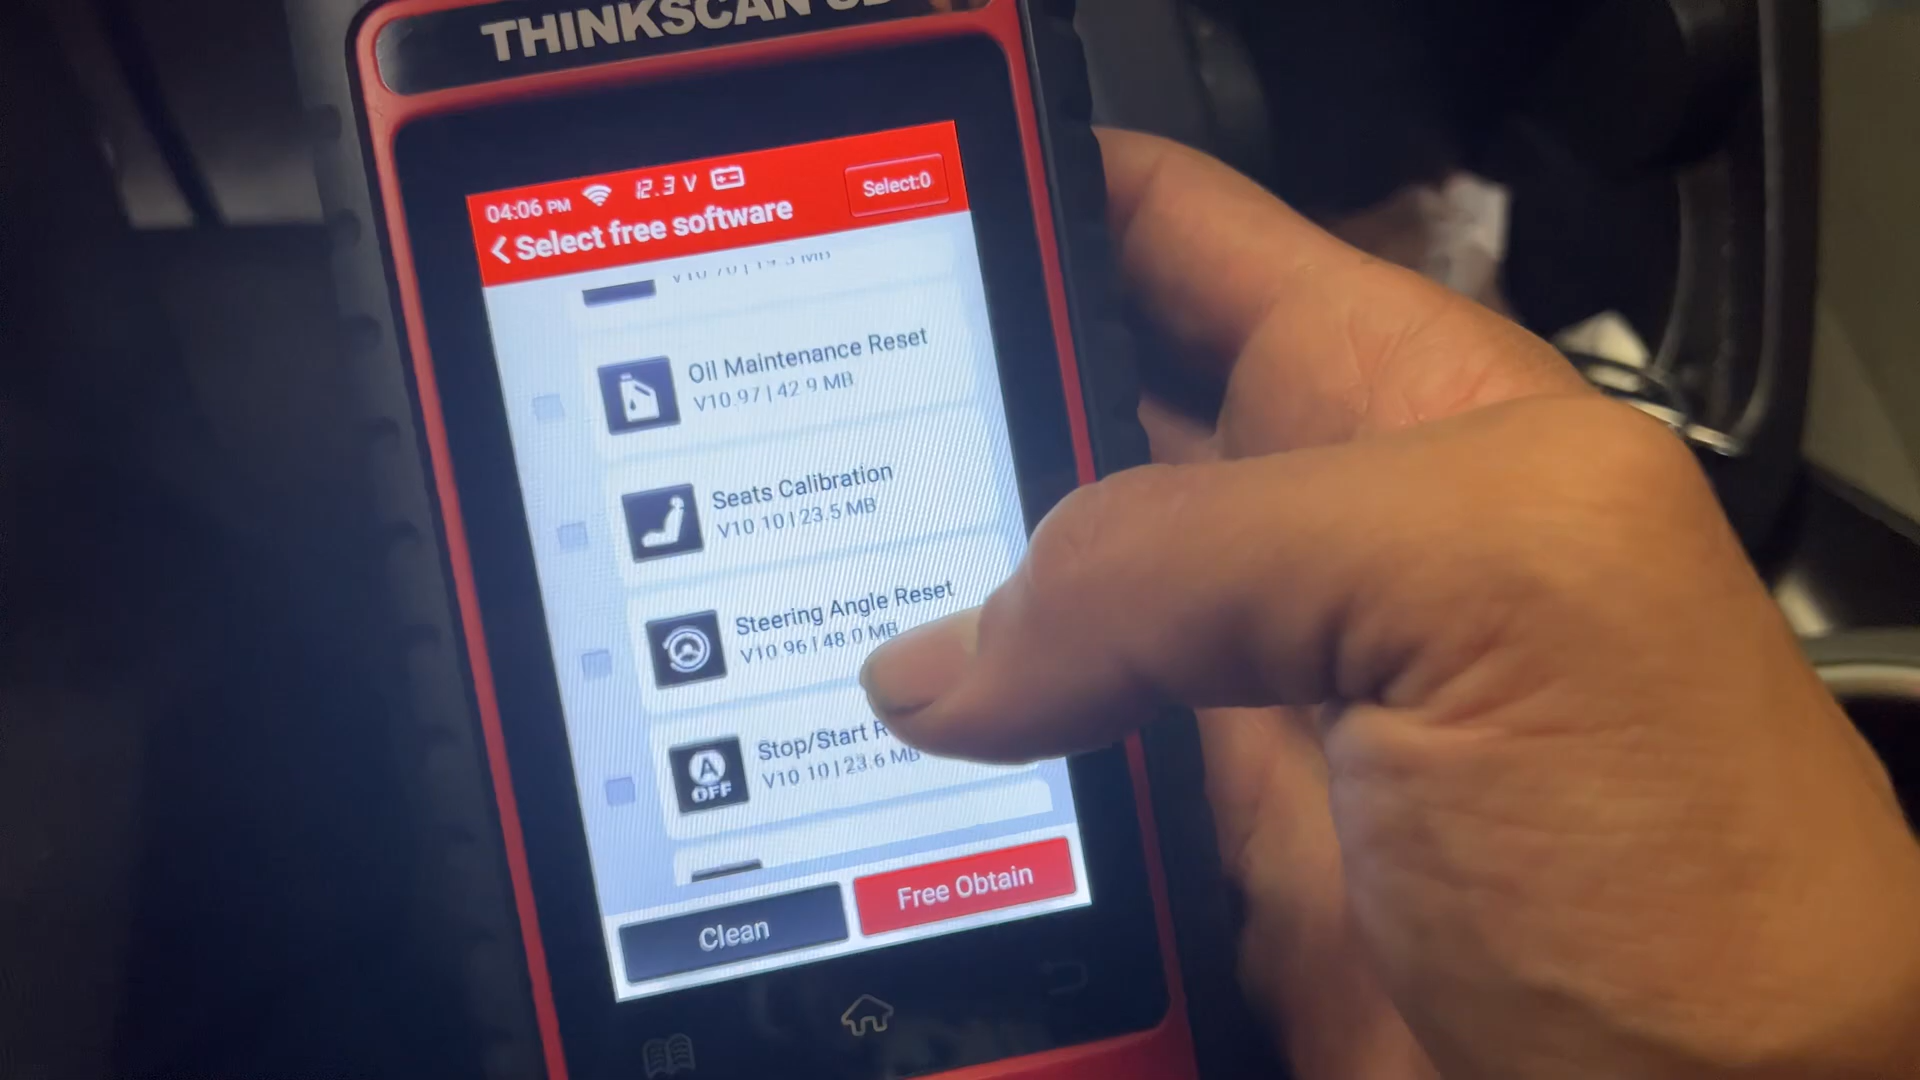 THINKSCAN
04:06 PM 12.3 V
Select:0
Select free software
Oil Maintenance Reset
V10.97 | 42.9 MB
Seats Calibration
V10.10 | 23.5 MB
Steering Angle Reset
V10.96 | 48.0 MB
Stop/Start
V10.10 | 23.6 MB
A
OFF
Clean
Free Obtain